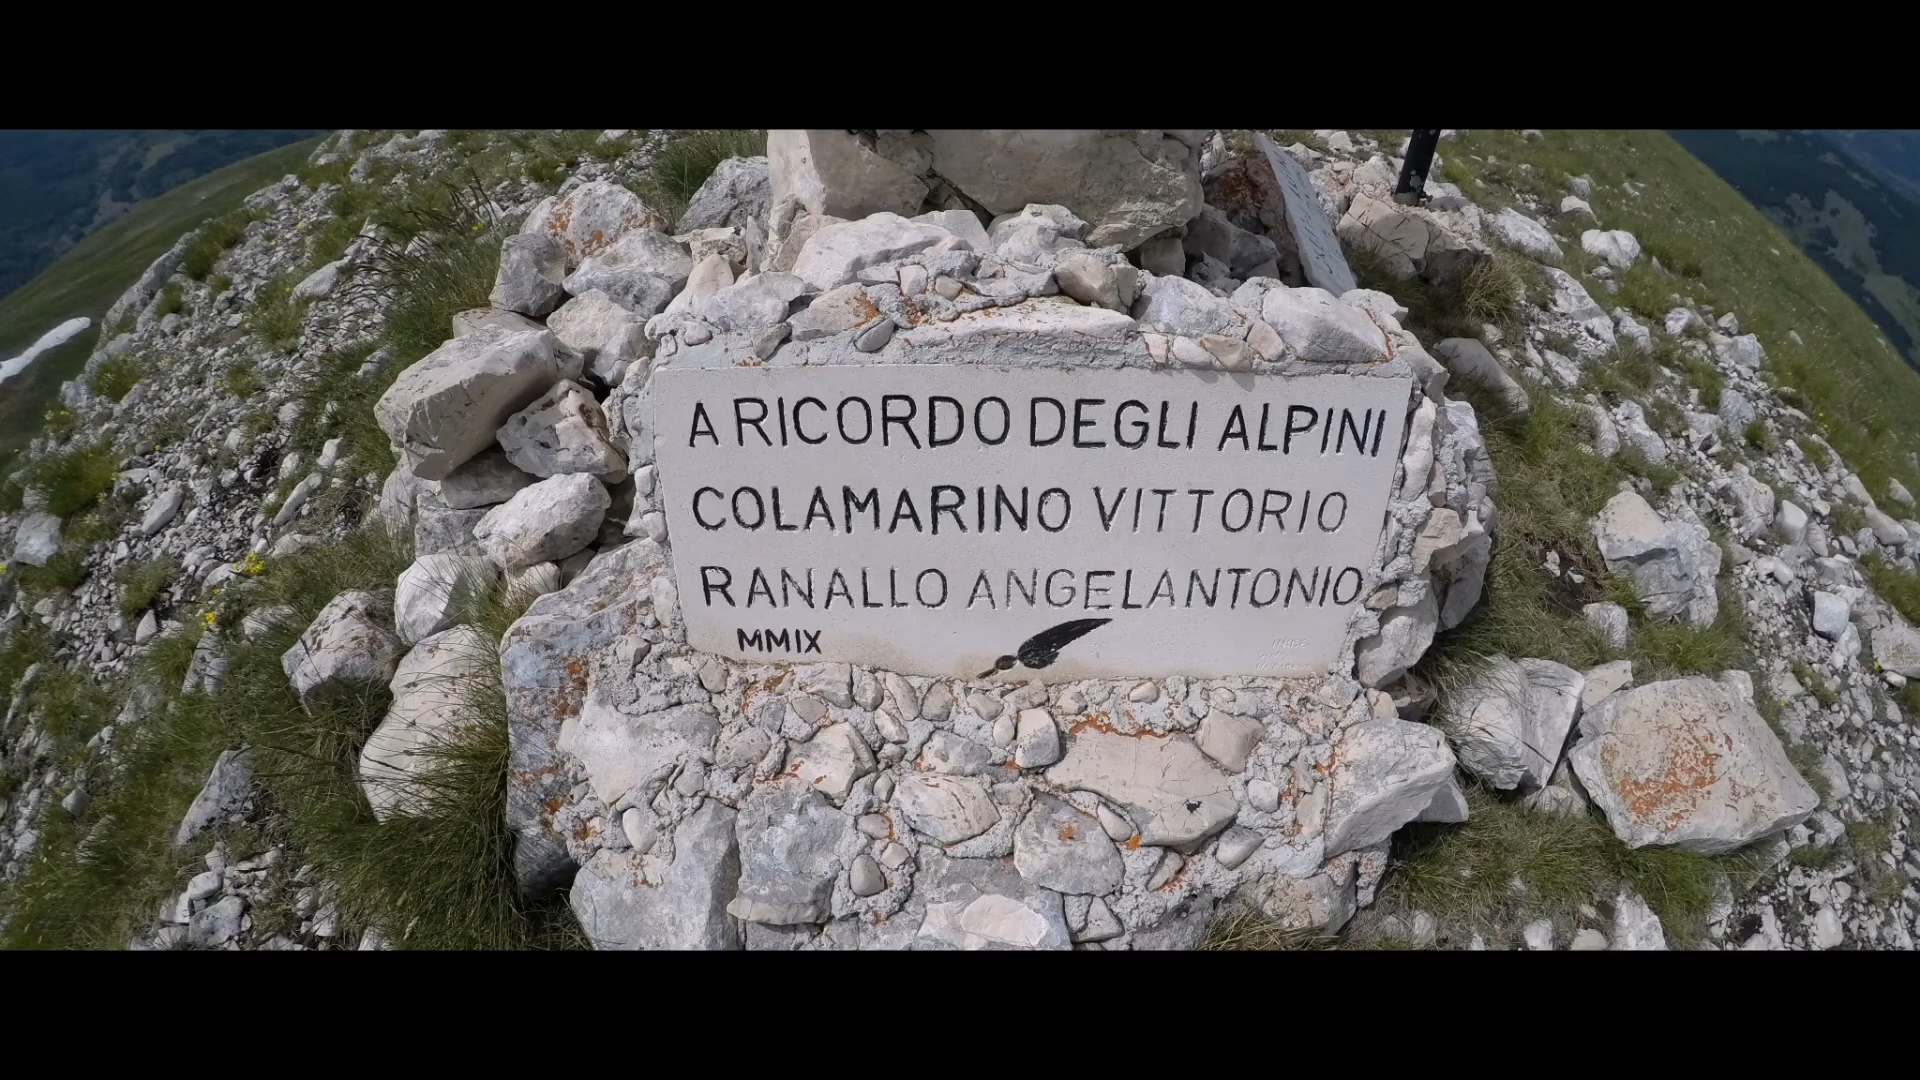 A RICORDO DEGLI ALPINI
COLAMARINO VITTORIO
RANALLO ANGELANTONIO
MMIX